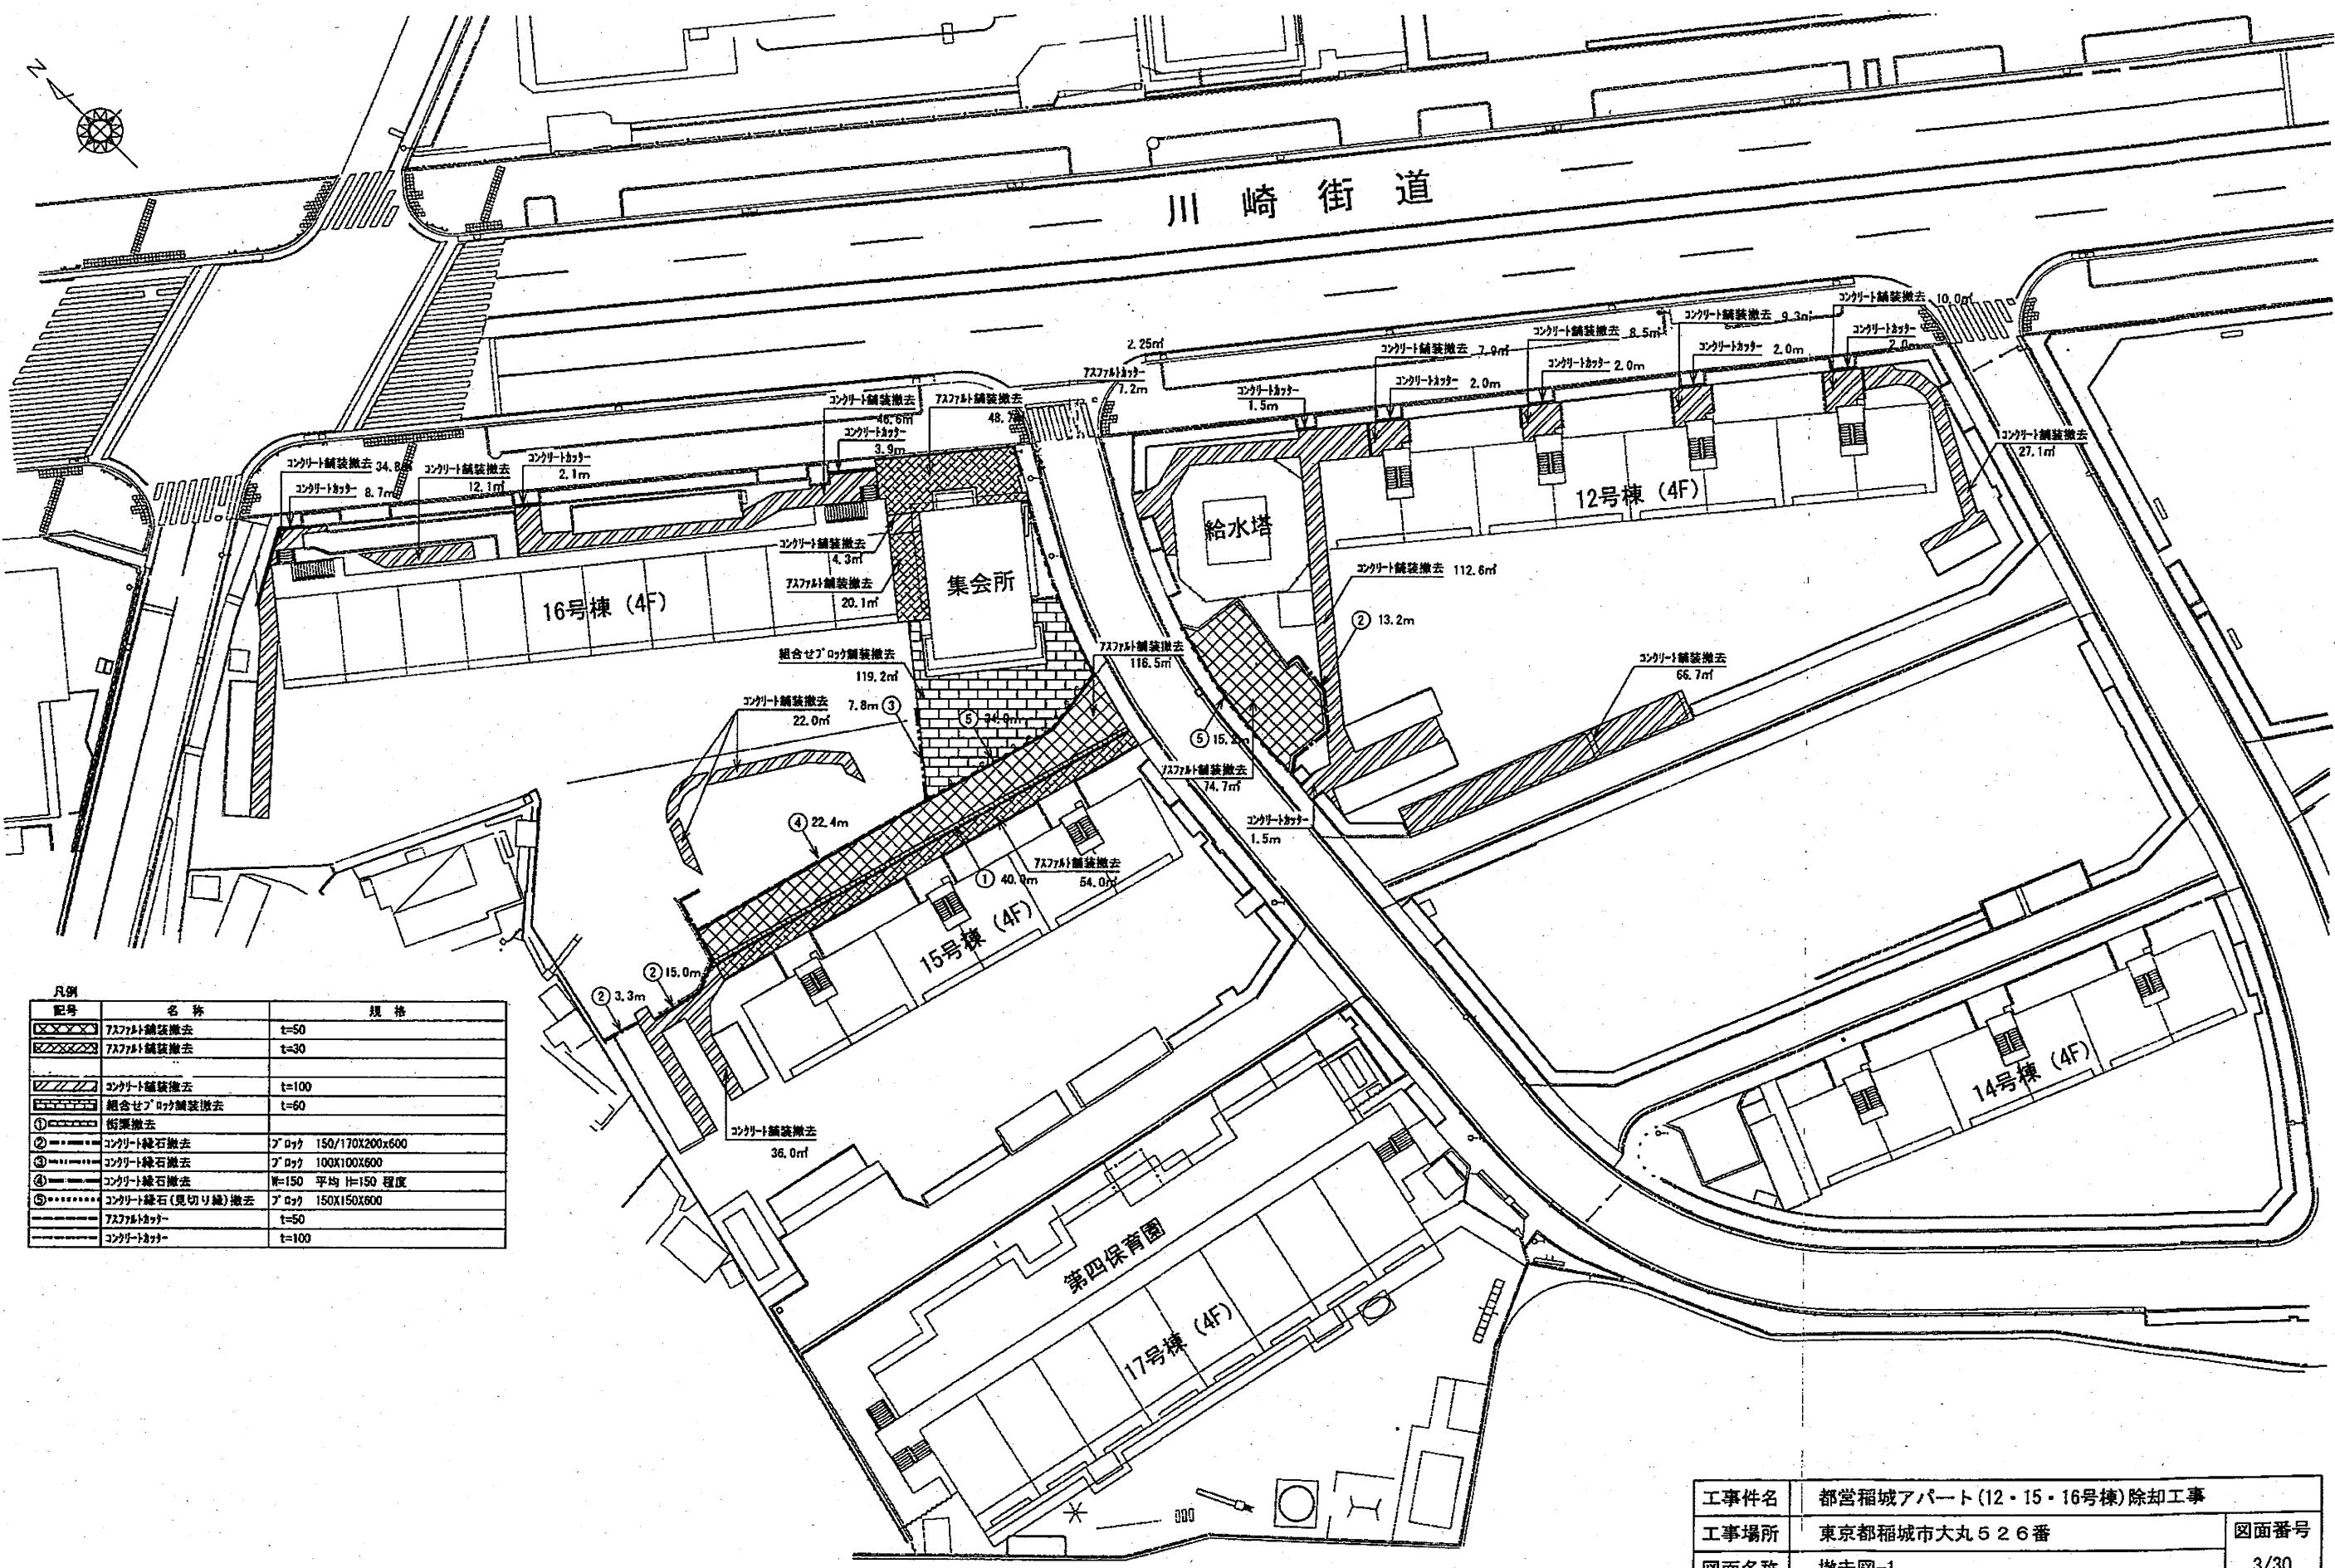 N
川崎街道
コンクリート舗装撤去 10.0㎡
コンクリート舗装撤去 9.3㎡
コンクリートカッター
2.0m
コンクリート舗装撤去 8.5㎡
コンクリートカッター 2.0m
2.25㎡
コンクリート舗装撤去 7.9㎡
コンクリートカッター 2.0m
アスファルトカッター
7.2m
コンクリートカッター 2.0m
コンクリートカッター
1.5m
コンクリート舗装撤去
46.6㎡
アスファルト舗装撤去
48.7
コンクリートカッター
3.9m
コンクリート舗装撤去
27.1㎡
コンクリート舗装撤去 34.8
コンクリート舗装撤去
12.1㎡
コンクリートカッター
2.1m
コンクリートカッター 8.7m
12号棟 (4F)
給水塔
コンクリート舗装撤去
4.3㎡
アスファルト舗装撤去
20.1㎡
集会所
16号棟 (4F)
コンクリート舗装撤去 112.6㎡
② 13.2m
組合せブロック舗装撤去
119.2㎡
アスファルト舗装撤去
116.5㎡
コンクリート舗装撤去
66.7㎡
コンクリート舗装撤去
22.0㎡
7.8m ③
⑤ 34.0m
⑤ 15.2m
アスファルト舗装撤去
74.7㎡
④ 22.4m
コンクリートカッター
1.5m
アスファルト舗装撤去
54.0㎡
① 40.0m
15号棟 (4F)
② 15.0m
② 3.3m
コンクリート舗装撤去
36.0㎡
14号棟 (4F)
第四保育園
17号棟 (4F)
凡例
記号 名称 規格
アスファルト舗装撤去 t=50
アスファルト舗装撤去 t=30
コンクリート舗装撤去 t=100
組合せブロック舗装撤去 t=60
① 街渠撤去
② コンクリート縁石撤去 ブロック 150/170X200x600
③ コンクリート縁石撤去 ブロック 100X100X600
④ コンクリート縁石撤去 W=150 平均 H=150 程度
⑤ コンクリート縁石(見切り縁)撤去 ブロック 150X150X600
アスファルトカッター t=50
コンクリートカッター t=100
工事件名 都営稲城アパート(12・15・16号棟)除却工事
工事場所 東京都稲城市大丸526番
図面番号
図面名称 撤去図-1
3/30